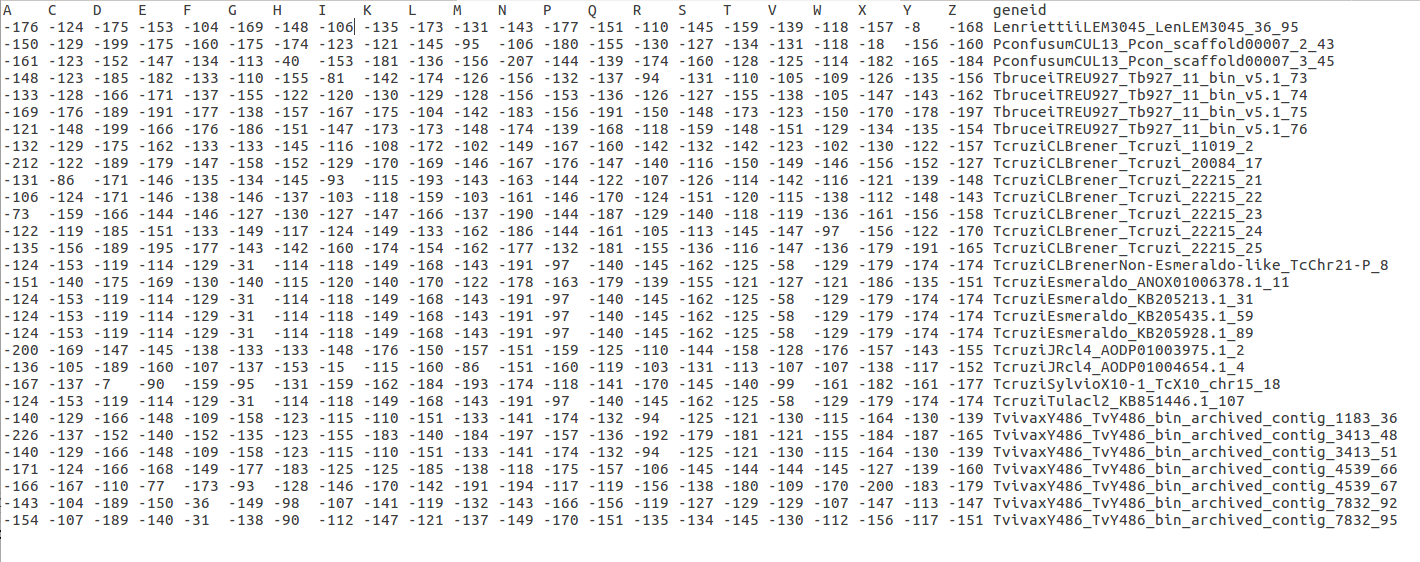 A C D E F G H I K L M N P Q R S T V W X Y Z geneid
-176 -124 -175 -153 -104 -169 -148 -106 -135 -173 -131 -143 -177 -151 -110 -145 -159 -139 -118 -157 -8 -168 LenriettiiLEM3045_LenLEM3045_36_95
-150 -129 -199 -175 -160 -175 -174 -123 -121 -145 -95 -106 -180 -155 -130 -127 -134 -131 -118 -18 -156 -160 PconfusumCUL13_Pcon_scaffold00007_2_43
-161 -123 -152 -147 -134 -113 -40 -153 -181 -136 -156 -207 -144 -139 -174 -160 -128 -125 -114 -182 -165 -184 PconfusumCUL13_Pcon_scaffold00007_3_45
-148 -123 -185 -182 -133 -110 -155 -81 -142 -174 -126 -156 -132 -137 -94 -131 -110 -105 -109 -126 -135 -156 TbruceiTREU927_Tb927_11_bin_v5.1_73
-133 -128 -166 -171 -137 -155 -122 -120 -130 -129 -128 -156 -153 -136 -126 -127 -155 -138 -105 -147 -143 -162 TbruceiTREU927_Tb927_11_bin_v5.1_74
-169 -176 -189 -191 -177 -138 -157 -167 -175 -104 -142 -183 -156 -191 -150 -148 -173 -123 -150 -170 -178 -197 TbruceiTREU927_Tb927_11_bin_v5.1_75
-121 -148 -199 -166 -176 -186 -151 -147 -173 -173 -148 -174 -139 -168 -118 -159 -148 -151 -129 -134 -135 -154 TbruceiTREU927_Tb927_11_bin_v5.1_76
-132 -129 -175 -162 -133 -133 -145 -116 -108 -172 -102 -149 -167 -160 -142 -132 -142 -123 -102 -130 -122 -157 TcruziCLBrener_Tcruzi_11019_2
-212 -122 -189 -179 -147 -158 -152 -129 -170 -169 -146 -167 -176 -147 -140 -116 -150 -149 -146 -156 -152 -127 TcruziCLBrener_Tcruzi_20084_17
-131 -86 -171 -146 -135 -134 -145 -93 -115 -193 -143 -163 -144 -122 -107 -126 -114 -142 -116 -121 -139 -148 TcruziCLBrener_Tcruzi_22215_21
-106 -124 -171 -146 -138 -146 -137 -103 -118 -159 -103 -161 -146 -170 -124 -151 -120 -115 -138 -112 -148 -143 TcruziCLBrener_Tcruzi_22215_22
-73 -159 -166 -144 -146 -127 -130 -127 -147 -166 -137 -190 -144 -187 -129 -140 -118 -119 -136 -161 -156 -158 TcruziCLBrener_Tcruzi_22215_23
-122 -119 -185 -151 -133 -149 -117 -124 -149 -133 -162 -186 -144 -161 -105 -113 -145 -147 -97 -156 -122 -170 TcruziCLBrener_Tcruzi_22215_24
-135 -156 -189 -195 -177 -143 -142 -160 -174 -154 -162 -177 -132 -181 -155 -136 -116 -147 -136 -179 -191 -165 TcruziCLBrener_Tcruzi_22215_25
-124 -153 -119 -114 -129 -31 -114 -118 -149 -168 -143 -191 -97 -140 -145 -162 -125 -58 -129 -179 -174 -174 TcruziCLBrenerNon-Esmeraldo-like_TcChr21-P_8
-151 -140 -175 -169 -130 -140 -115 -120 -140 -170 -122 -178 -163 -179 -139 -155 -121 -127 -121 -186 -135 -151 TcruziEsmeraldo_ANOX01006378.1_11
-124 -153 -119 -114 -129 -31 -114 -118 -149 -168 -143 -191 -97 -140 -145 -162 -125 -58 -129 -179 -174 -174 TcruziEsmeraldo_KB205213.1_31
-124 -153 -119 -114 -129 -31 -114 -118 -149 -168 -143 -191 -97 -140 -145 -162 -125 -58 -129 -179 -174 -174 TcruziEsmeraldo_KB205435.1_59
-124 -153 -119 -114 -129 -31 -114 -118 -149 -168 -143 -191 -97 -140 -145 -162 -125 -58 -129 -179 -174 -174 TcruziEsmeraldo_KB205928.1_89
-200 -169 -147 -145 -138 -133 -133 -148 -176 -150 -157 -151 -159 -125 -110 -144 -158 -128 -176 -157 -143 -155 TcruziJRcl4_AODP01003975.1_2
-136 -105 -189 -160 -107 -137 -153 -15 -115 -160 -86 -151 -160 -119 -103 -131 -113 -107 -107 -138 -117 -152 TcruziJRcl4_AODP01004654.1_4
-167 -137 -7 -90 -159 -95 -131 -159 -162 -184 -193 -174 -118 -141 -170 -145 -140 -99 -161 -182 -161 -177 TcruziSylvioX10-1_TcX10_chr15_18
-124 -153 -119 -114 -129 -31 -114 -118 -149 -168 -143 -191 -97 -140 -145 -162 -125 -58 -129 -179 -174 -174 TcruziTulacl2_KB851446.1_107
-140 -129 -166 -148 -109 -158 -123 -115 -110 -151 -133 -141 -174 -132 -94 -125 -121 -130 -115 -164 -130 -139 TvivaxY486_TvY486_bin_archived_contig_1183_36
-226 -137 -152 -140 -152 -135 -123 -155 -183 -140 -184 -197 -157 -136 -192 -179 -181 -121 -155 -184 -187 -165 TvivaxY486_TvY486_bin_archived_contig_3413_48
-140 -129 -166 -148 -109 -158 -123 -115 -110 -151 -133 -141 -174 -132 -94 -125 -121 -130 -115 -164 -130 -139 TvivaxY486_TvY486_bin_archived_contig_3413_51
-171 -124 -166 -168 -149 -177 -183 -125 -125 -185 -138 -118 -175 -157 -106 -145 -144 -144 -145 -127 -139 -160 TvivaxY486_TvY486_bin_archived_contig_4539_66
-166 -167 -110 -77 -173 -93 -128 -146 -170 -142 -191 -194 -117 -119 -156 -138 -180 -109 -170 -200 -183 -179 TvivaxY486_TvY486_bin_archived_contig_4539_67
-143 -104 -189 -150 -36 -149 -98 -107 -141 -119 -132 -143 -166 -156 -119 -127 -129 -129 -107 -147 -113 -147 TvivaxY486_TvY486_bin_archived_contig_7832_92
-154 -107 -189 -140 -31 -138 -90 -112 -147 -121 -137 -149 -170 -151 -135 -134 -145 -130 -112 -156 -117 -151 TvivaxY486_TvY486_bin_archived_contig_7832_95